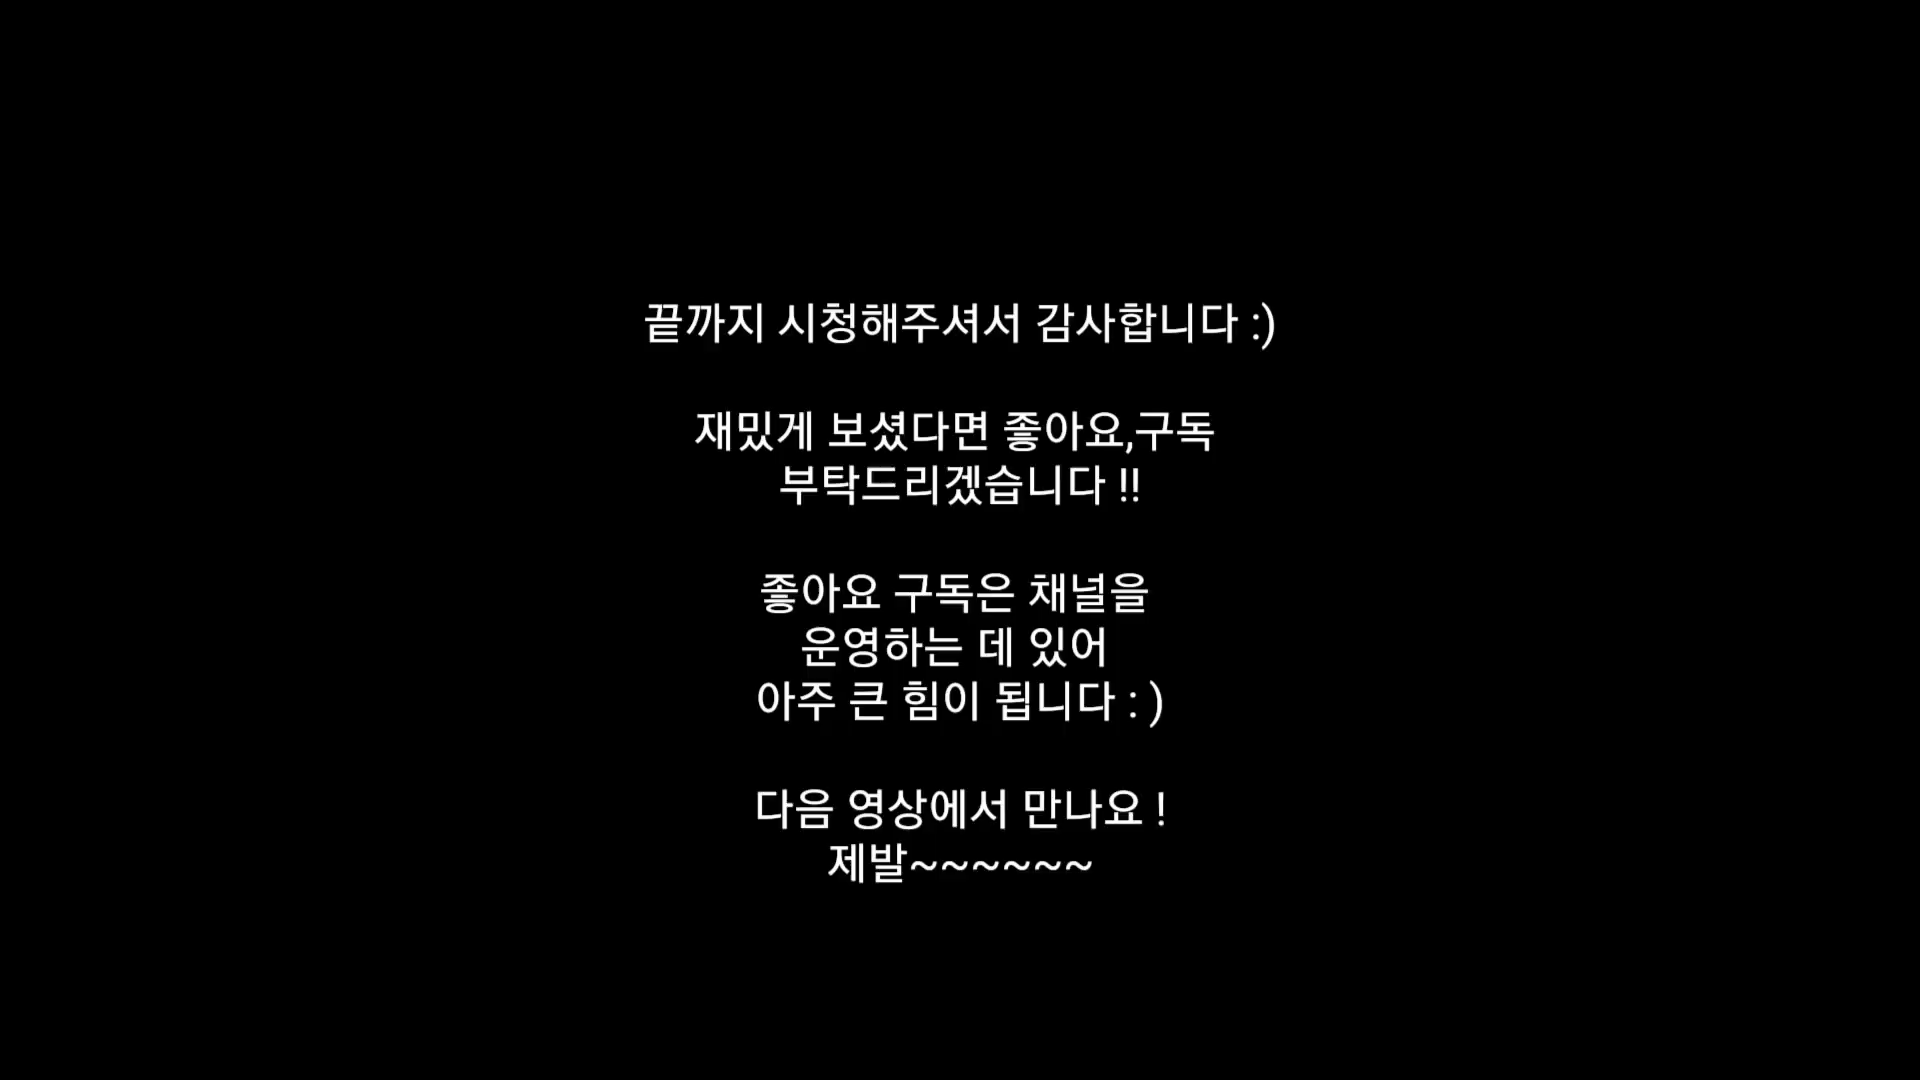 끝까지 시청해주셔서 감사합니다 :)
재밌게 보셨다면 좋아요,구독
부탁드리겠습니다 !!
좋아요 구독은 채널을
운영하는 데 있어
아주 큰 힘이 됩니다 : )
다음 영상에서 만나요 !
제발~~~~~~